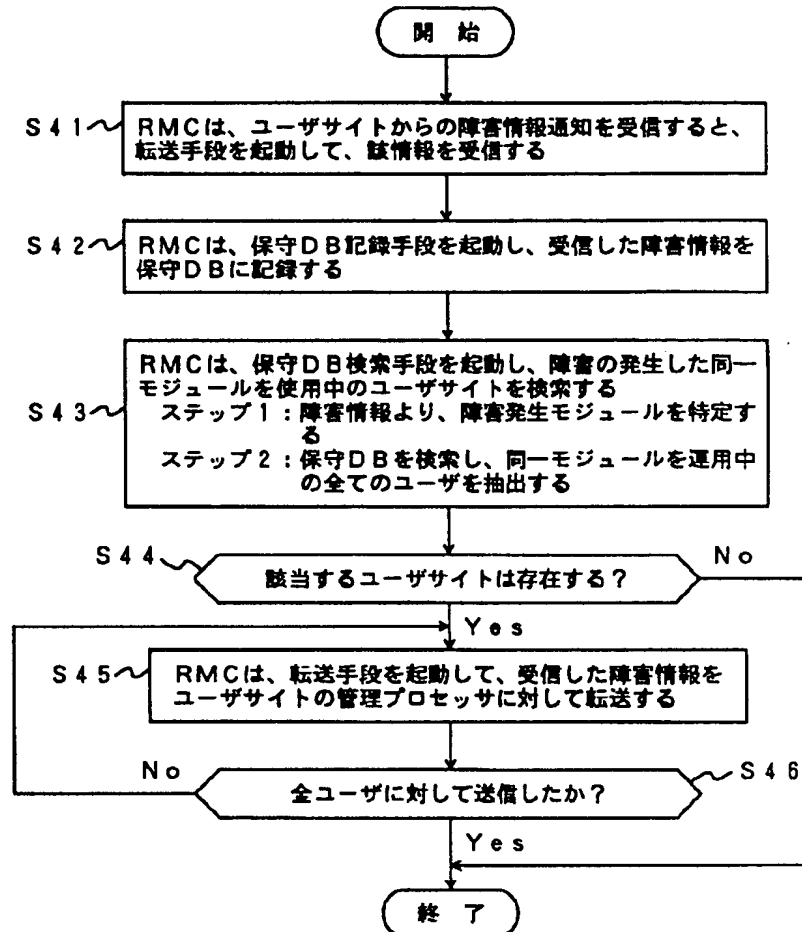 開 始
S41
RMCは、ユーザサイトからの障害情報通知を受信すると、
転送手段を起動して、該情報を受信する
S42
RMCは、保守DB記録手段を起動し、受信した障害情報を
保守DBに記録する
S43
RMCは、保守DB検索手段を起動し、障害の発生した同一
モジュールを使用中のユーザサイトを検索する
ステップ1:障害情報より、障害発生モジュールを特定す
る
ステップ2:保守DBを検索し、同一モジュールを運用中
の全てのユーザを抽出する
S44
該当するユーザサイトは存在する?
No
Yes
S45
RMCは、転送手段を起動して、受信した障害情報を
ユーザサイトの管理プロセッサに対して転送する
No
全ユーザに対して送信したか?
S46
Yes
終 了